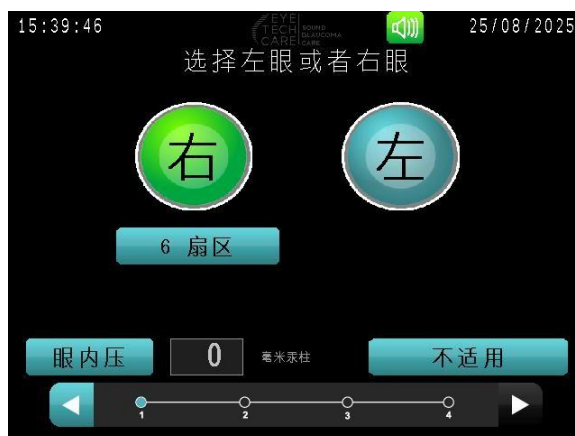 15:39:46
EYE
TECH
CARE
SOUND
GLAUCOMA
CARE
25/08/2025
选择左眼或者右眼
右
左
6 扇区
眼内压
0
毫米汞柱
不适用
1
2
3
4